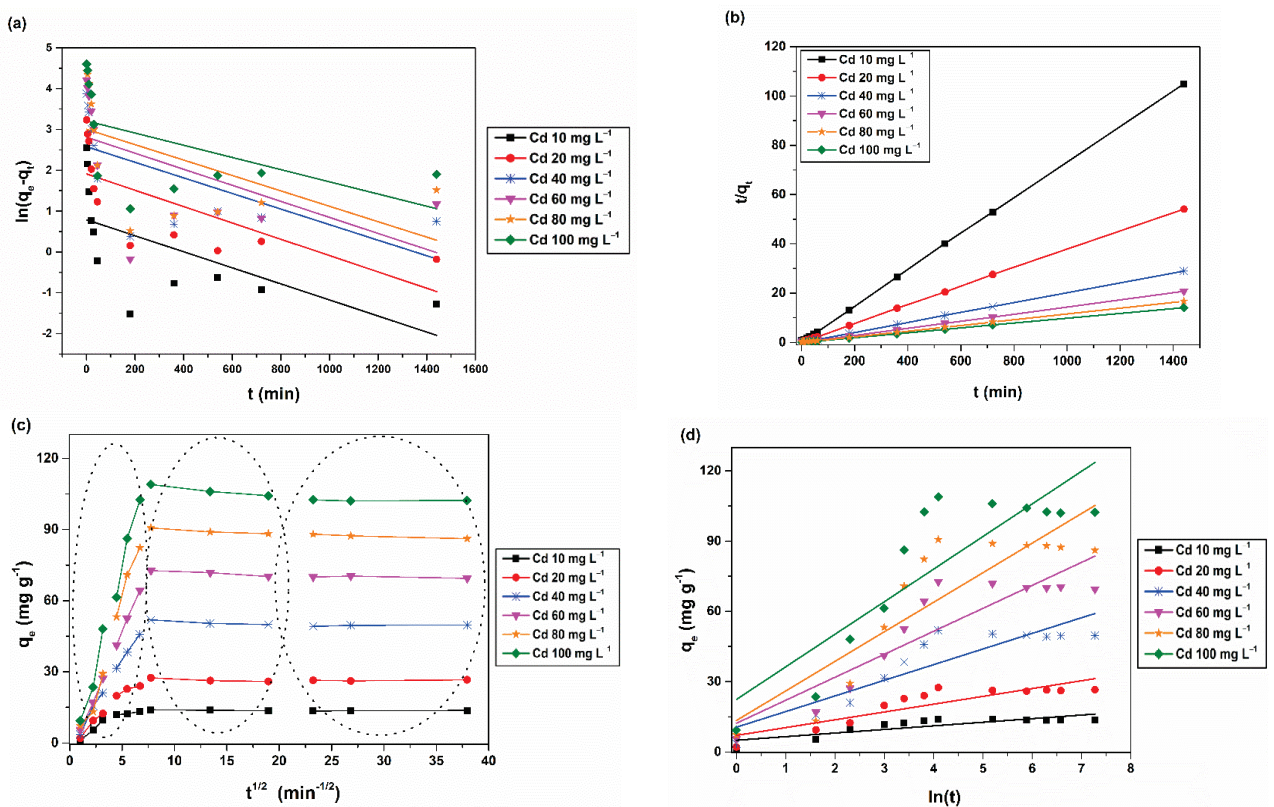 (a)
5
4
3
2
1
0
-1
-2
ln(qe-qt)
0 200 400 600 800 1000 1200 1400 1600
t (min)
Cd 10 mg L⁻¹
Cd 20 mg L⁻¹
Cd 40 mg L⁻¹
Cd 60 mg L⁻¹
Cd 80 mg L⁻¹
Cd 100 mg L⁻¹
(b)
120
100
80
60
40
20
0
t/qt
0 200 400 600 800 1000 1200 1400
t (min)
Cd 10 mg L⁻¹
Cd 20 mg L⁻¹
Cd 40 mg L⁻¹
Cd 60 mg L⁻¹
Cd 80 mg L⁻¹
Cd 100 mg L⁻¹
(c)
120
90
60
30
0
qe (mg g⁻¹)
0 5 10 15 20 25 30 35 40
t¹/² (min⁻¹/²)
Cd 10 mg L⁻¹
Cd 20 mg L⁻¹
Cd 40 mg L⁻¹
Cd 60 mg L⁻¹
Cd 80 mg L⁻¹
Cd 100 mg L⁻¹
(d)
120
90
60
30
0
qe (mg g⁻¹)
0 1 2 3 4 5 6 7 8
ln(t)
Cd 10 mg L⁻¹
Cd 20 mg L⁻¹
Cd 40 mg L⁻¹
Cd 60 mg L⁻¹
Cd 80 mg L⁻¹
Cd 100 mg L⁻¹